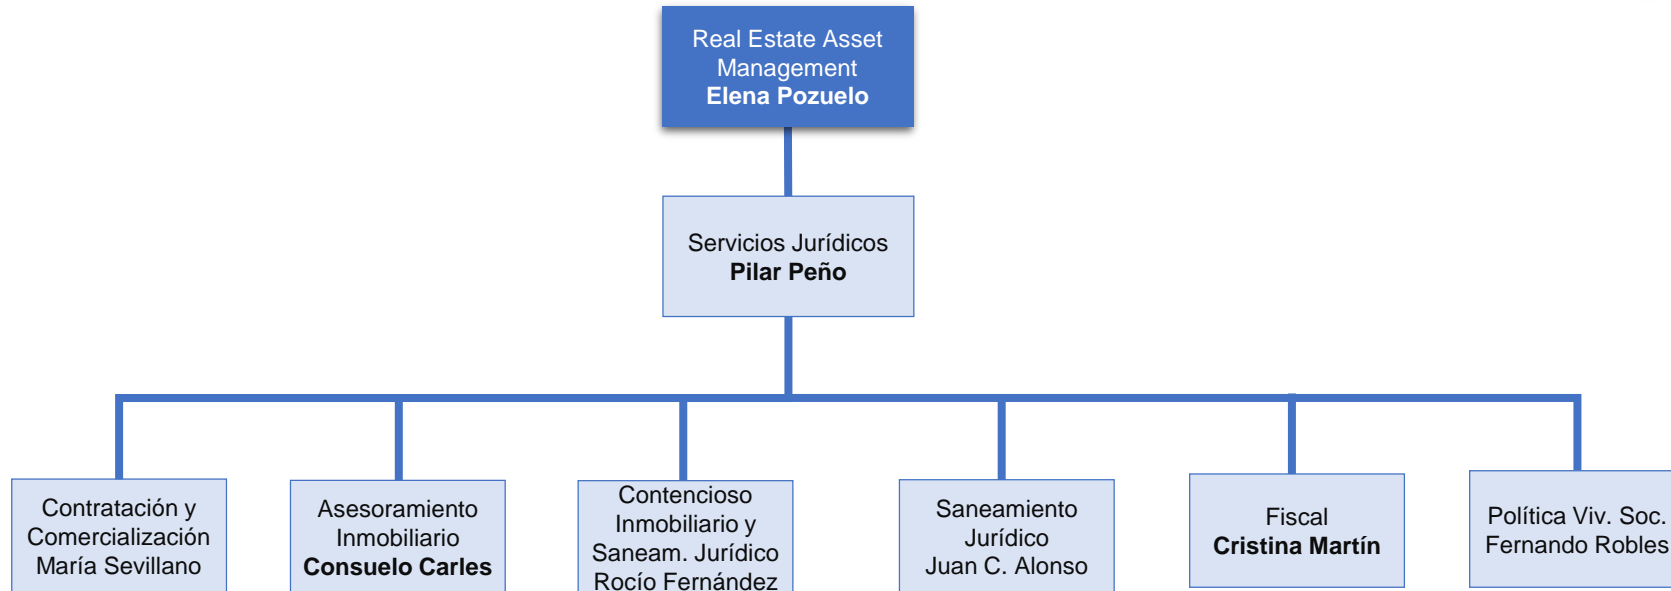 Real Estate Asset
Management
Elena Pozuelo
Servicios Jurídicos
Pilar Peño
Contratación y
Comercialización
María Sevillano
Asesoramiento
Inmobiliario
Consuelo Carles
Contencioso
Inmobiliario y
Saneam. Jurídico
Rocío Fernández
Saneamiento
Jurídico
Juan C. Alonso
Fiscal
Cristina Martín
Política Viv. Soc.
Fernando Robles